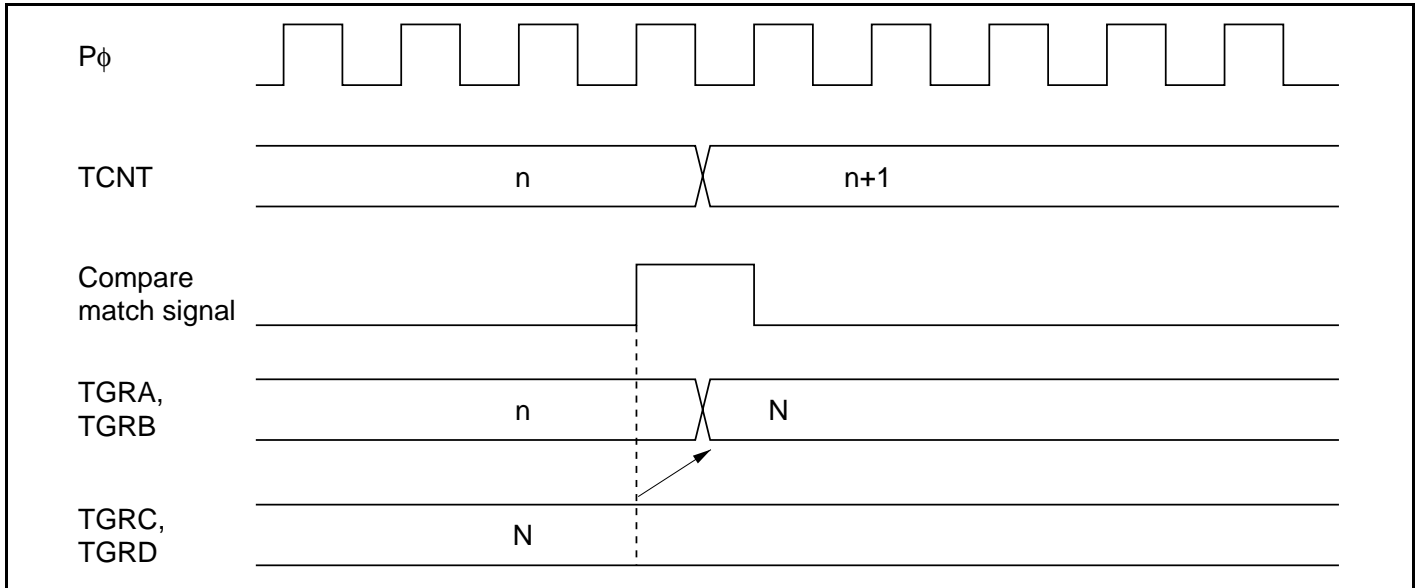 Pϕ
TCNT
n
n+1
Compare
match signal
TGRA,
TGRB
n
N
TGRC,
TGRD
N